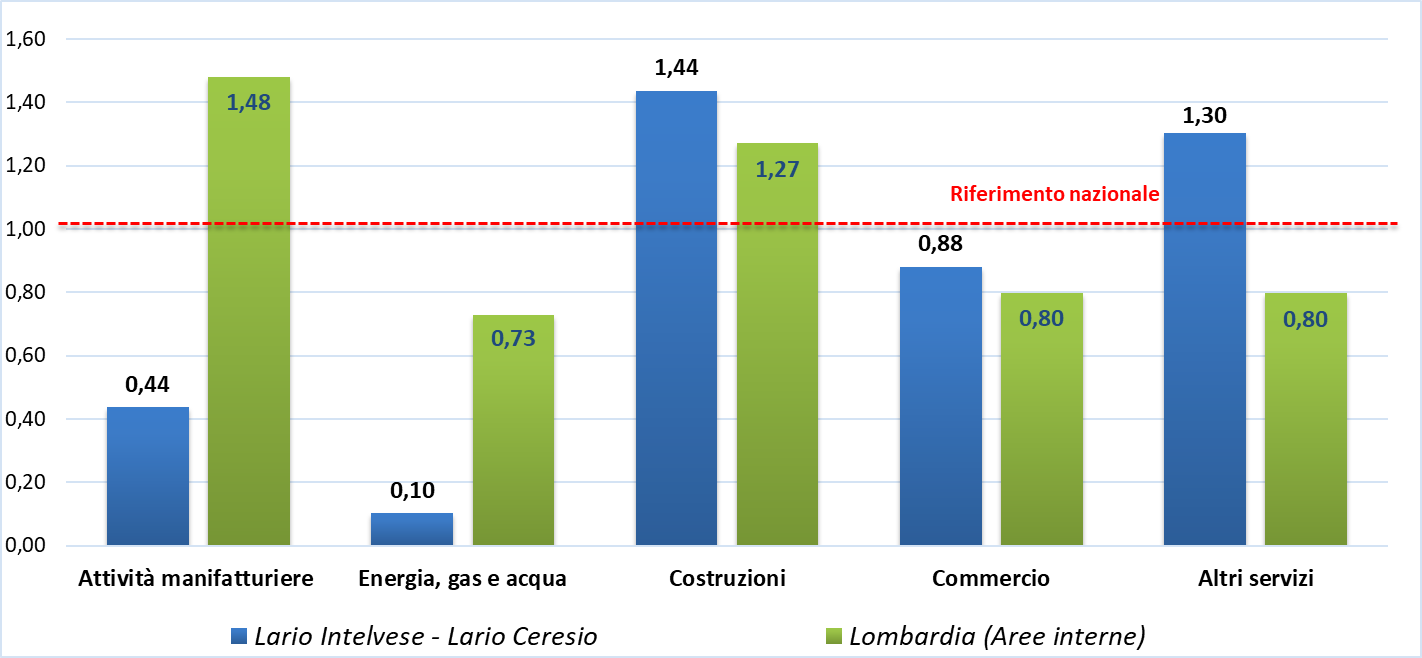 1,60
1,40
1,20
1,00
0,80
0,60
0,40
0,20
0,00
0,44
1,48
0,10
0,73
1,44
1,27
0,88
0,80
1,30
0,80
Riferimento nazionale
Attività manifatturiere
Energia, gas e acqua
Costruzioni
Commercio
Altri servizi
Lario Intelvese - Lario Ceresio
Lombardia (Aree interne)